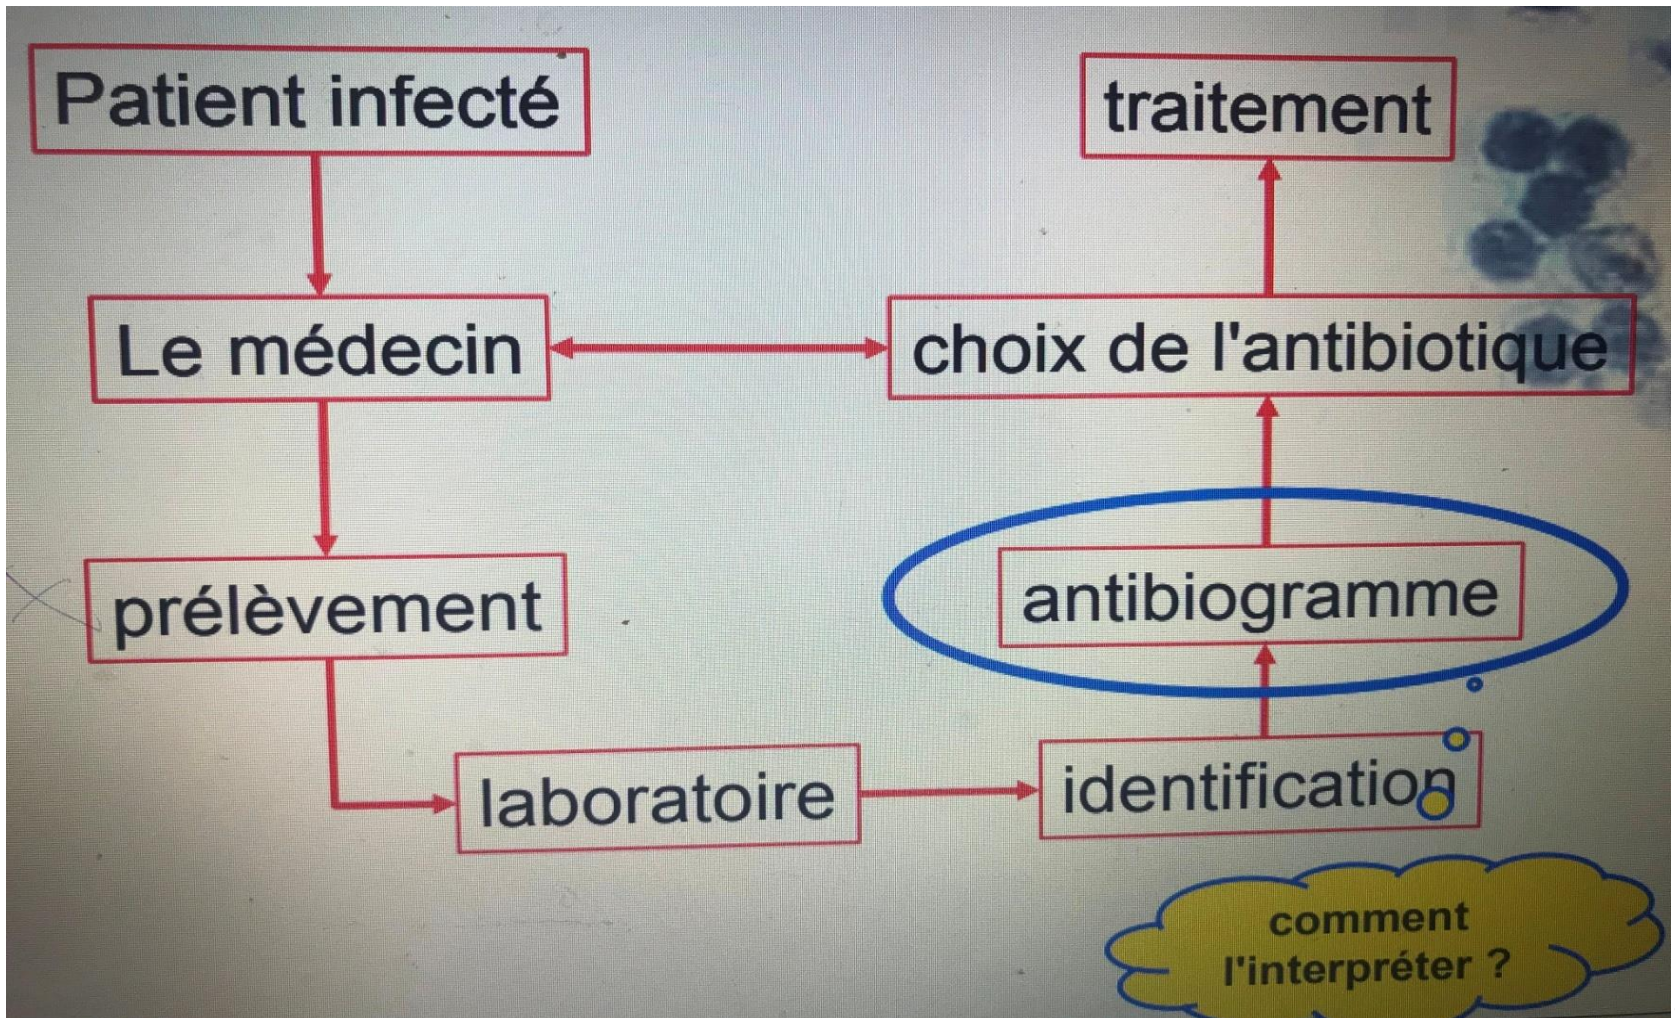 Patient infecté
traitement
Le médecin
choix de l'antibiotique
prélèvement
antibiogramme
laboratoire
identification
comment
l'interpréter ?